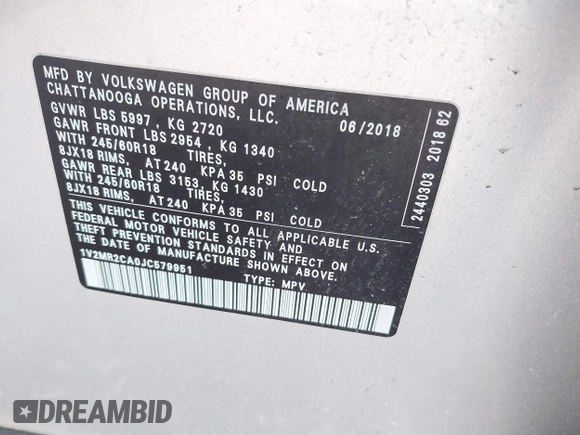 MFD BY VOLKSWAGEN GROUP OF AMERICA
CHATTANOOGA OPERATIONS, LLC.
06/2018
GVWR LBS 5997 , KG 2720
GAWR FRONT LBS 2954 , KG 1340
WITH 245/60R18 TIRES,
8JX18 RIMS, AT 240 KPA 35 PSI COLD
GAWR REAR LBS 3153, KG 1430
WITH 245/60R18 TIRES,
8JX18 RIMS, AT 240 KPA 35 PSI COLD
THIS VEHICLE CONFORMS TO ALL APPLICABLE U.S.
FEDERAL MOTOR VEHICLE SAFETY AND
THEFT PREVENTION STANDARDS IN EFFECT ON
THE DATE OF MANUFACTURE SHOWN ABOVE.
1V2MR2CA0JC579951
TYPE: MPV
2440303 2018 62
DREAMBID